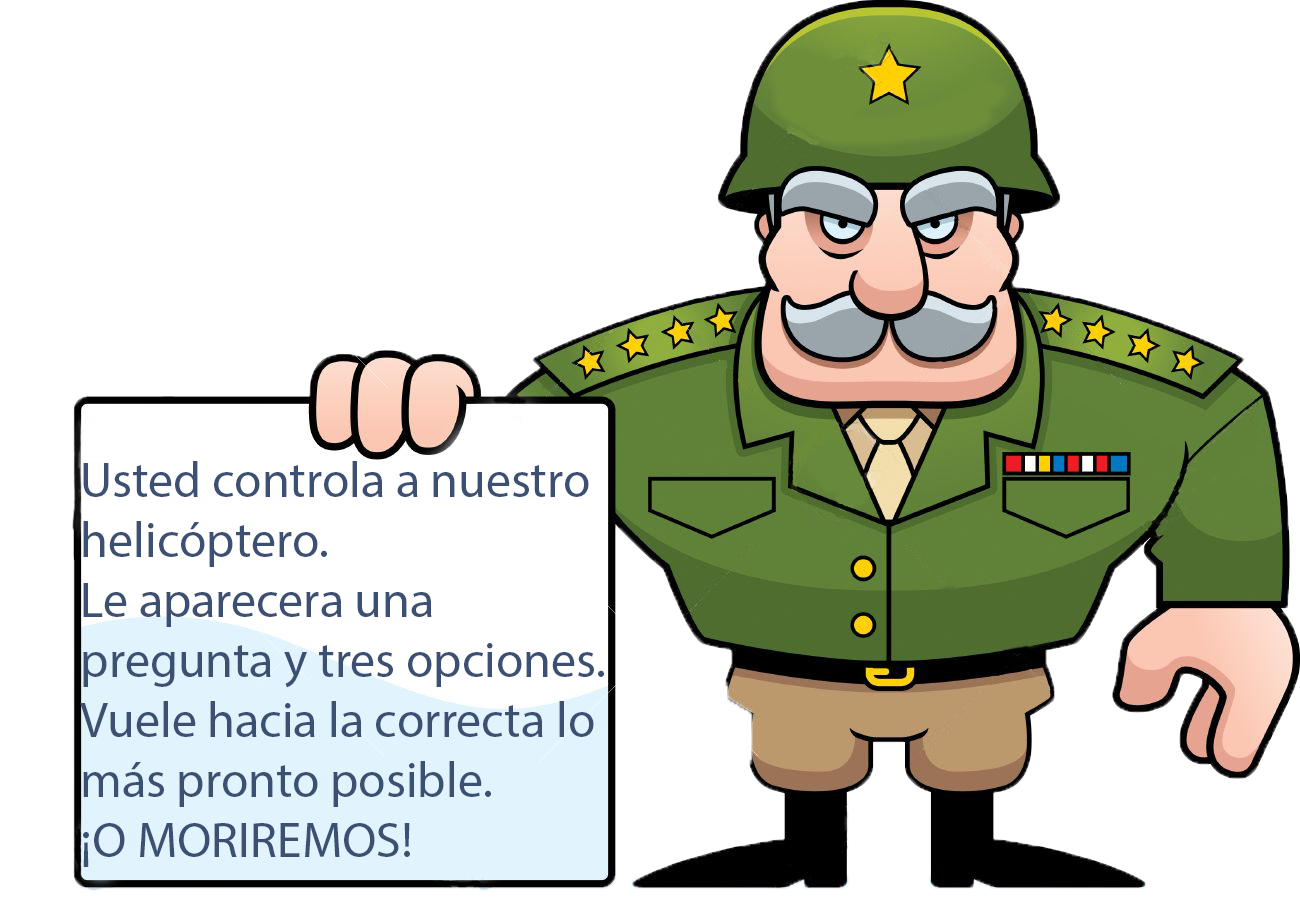 Usted controla a nuestro
helicóptero.
Le aparecera una
pregunta y tres opciones.
Vuele hacia la correcta lo
más pronto posible.
¡O MORIREMOS!